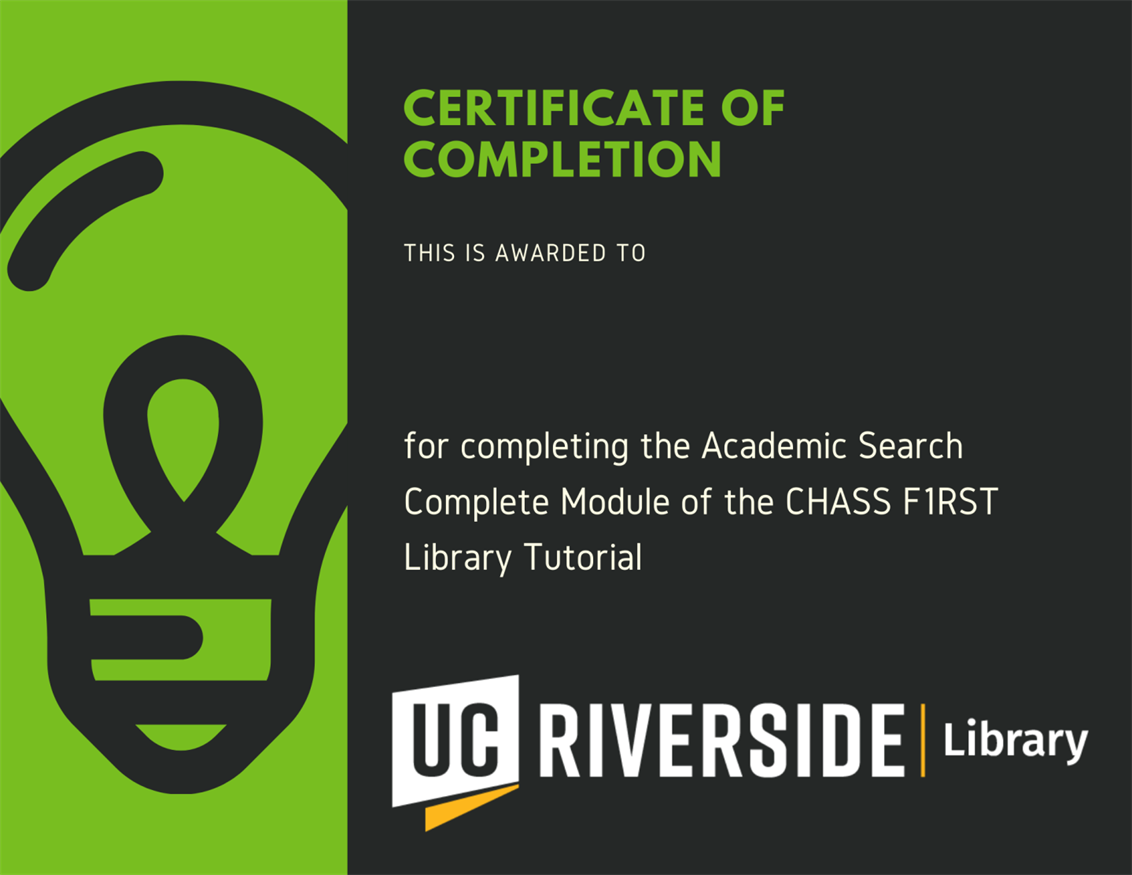 CERTIFICATE OF
COMPLETION
THIS IS AWARDED TO
for completing the Academic Search
Complete Module of the CHASS F1RST
Library Tutorial
UC RIVERSIDE Library